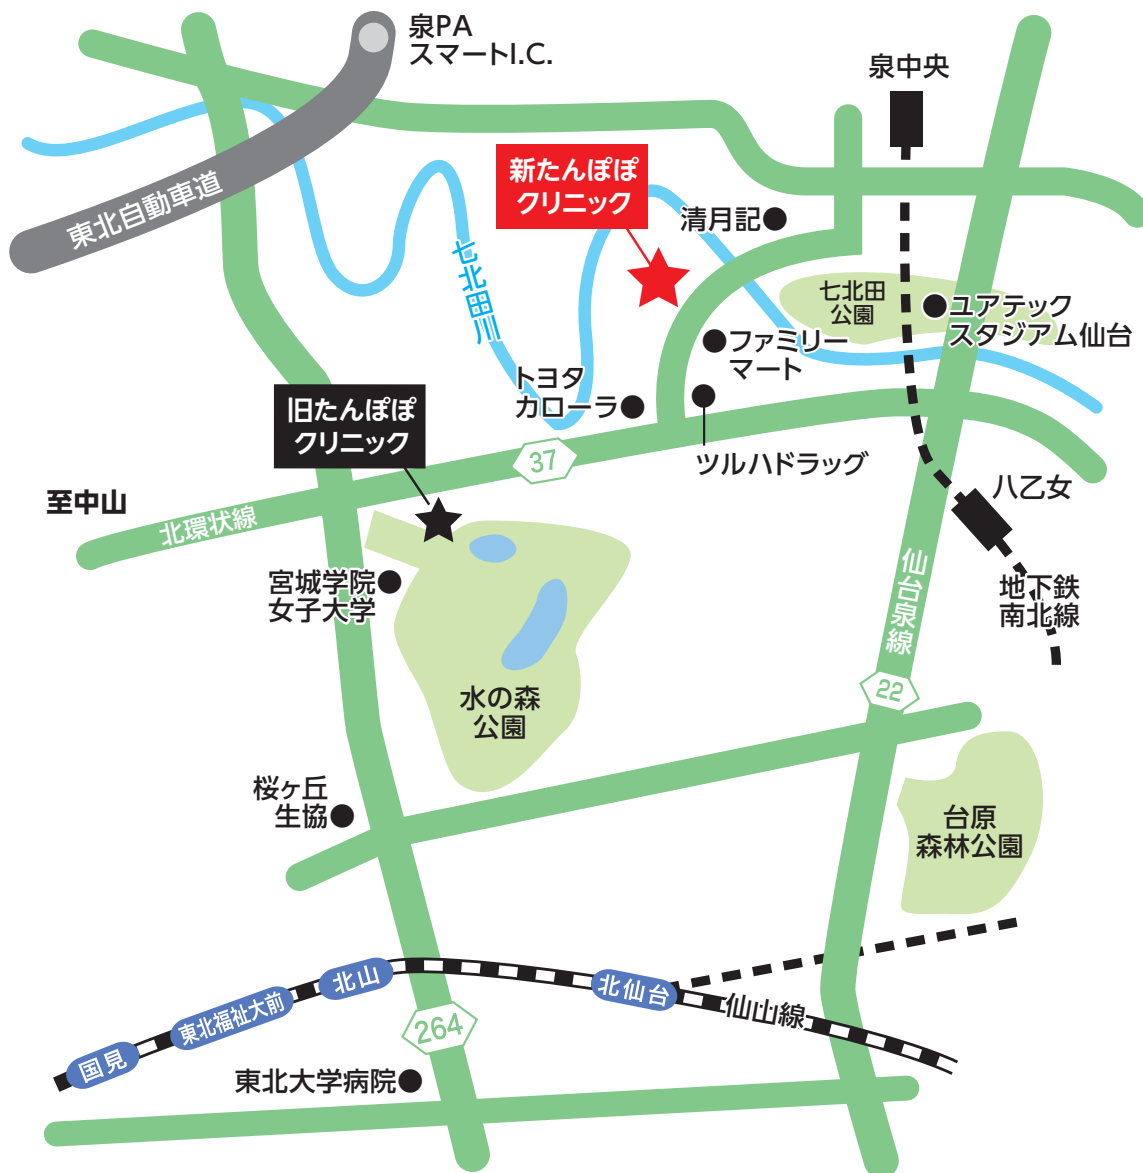 泉PA
スマートI.C.
泉中央
東北自動車道
新たんぽぽ
クリニック
清月記
七北田川
七北田
公園
ユアテック
スタジアム仙台
ファミリー
マート
トヨタ
カローラ
旧たんぽぽ
クリニック
37
ツルハドラッグ
八乙女
至中山
北環状線
宮城学院
女子大学
仙台泉線
地下鉄
南北線
22
水の森
公園
桜ヶ丘
生協
台原
森林公園
北山
北仙台
仙山線
東北福祉大前
国見
264
東北大学病院